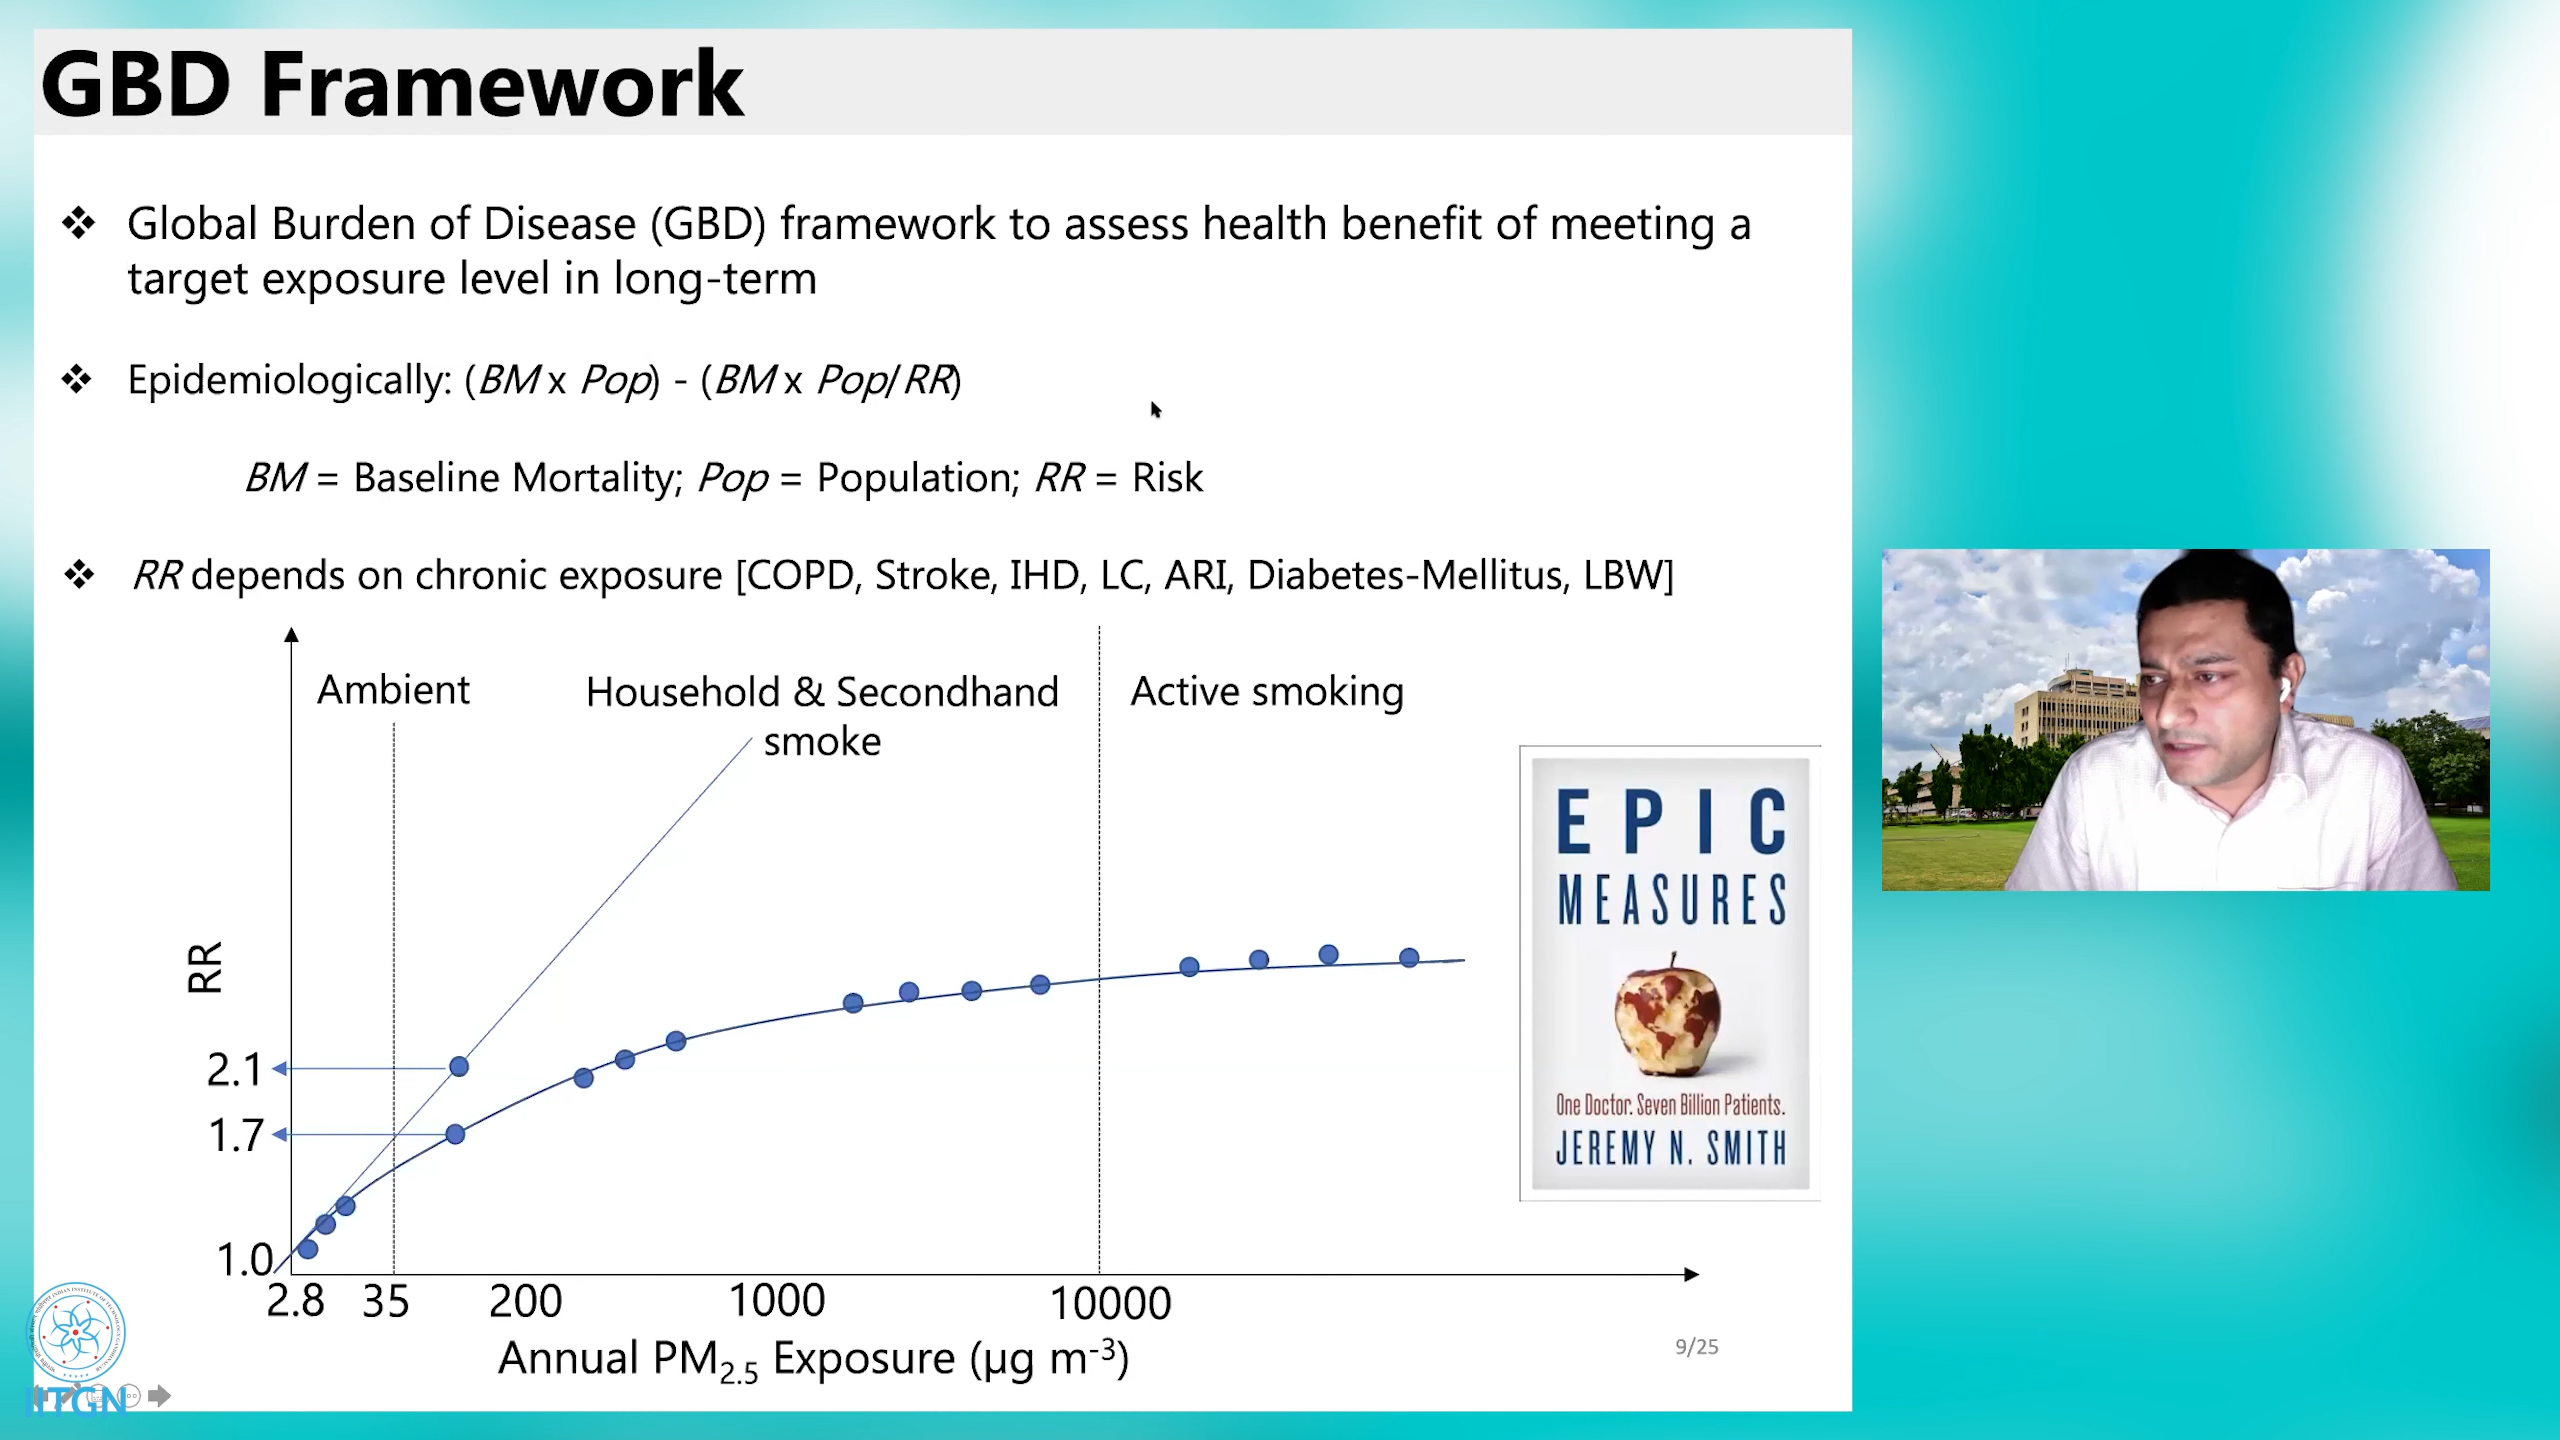 GBD Framework
Global Burden of Disease (GBD) framework to assess health benefit of meeting a
target exposure level in long-term
Epidemiologically: (BM x Pop) - (BM x Pop/RR)
BM = Baseline Mortality; Pop = Population; RR = Risk
RR depends on chronic exposure [COPD, Stroke, IHD, LC, ARI, Diabetes-Mellitus, LBW]
Ambient
Household & Secondhand
smoke
Active smoking
RR
2.1
1.7
1.0
2.8 35 200 1000 10000
Annual PM2.5 Exposure (µg m-3)
EPIC
MEASURES
One Doctor. Seven Billion Patients.
JEREMY N. SMITH
9/25
IITGN